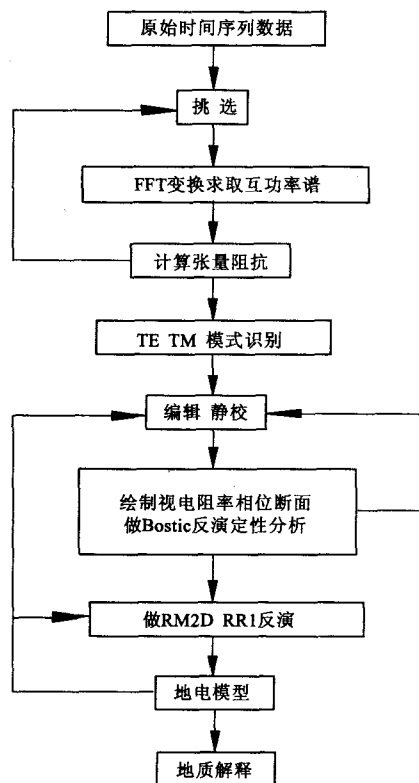 原始时间序列数据
挑 选
FFT变换求取互功率谱
计算张量阻抗
TE TM 模式识别
编辑 静校
绘制视电阻率相位断面
做Bostic反演定性分析
做RM2D RR1反演
地电模型
地质解释